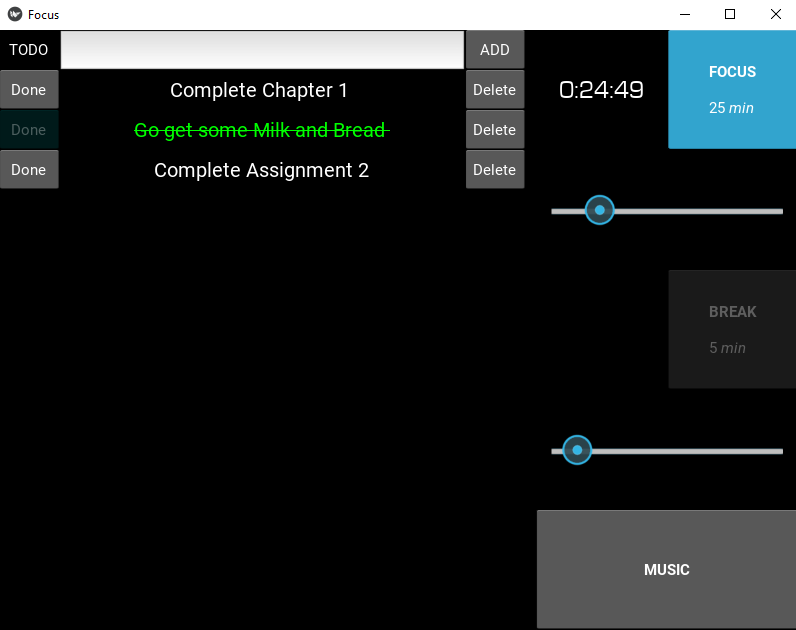 Focus
TODO ADD
Done Complete Chapter 1 Delete
Done Go get some Milk and Bread Delete
Done Complete Assignment 2 Delete
0:24:49
FOCUS
25 min
BREAK
5 min
MUSIC